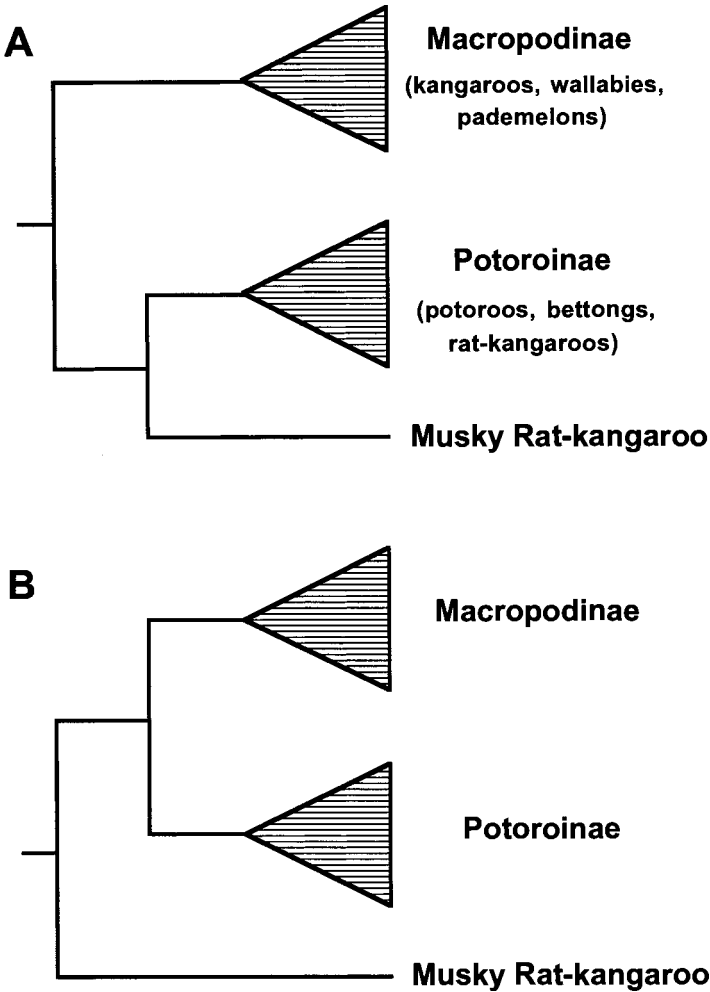 A
Macropodinae
(kangaroos, wallabies,
pademelons)
Potoroinae
(potoroos, bettongs,
rat-kangaroos)
Musky Rat-kangaroo
B
Macropodinae
Potoroinae
Musky Rat-kangaroo